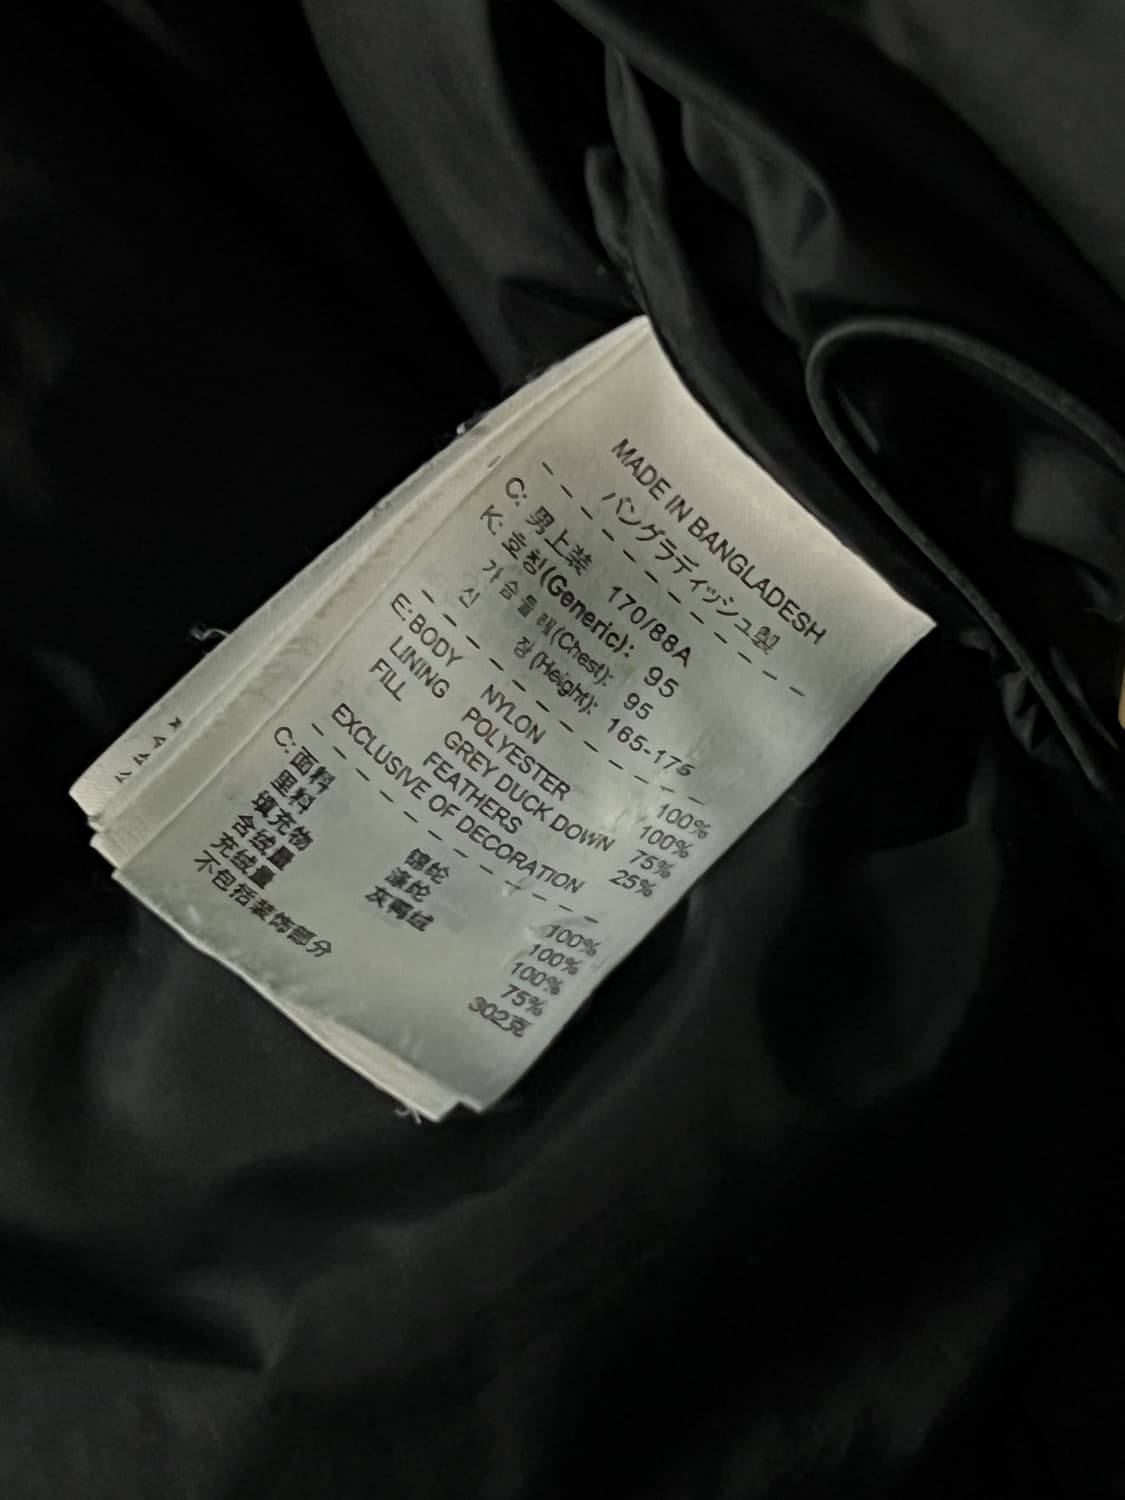 MADE IN BANGLADESH
バングラディッシュ製
C: 男上装 170/88A
K: 호칭(Generic): 95
가슴둘레(Chest): 95
신 장(Height): 165-175
E: BODY NYLON 100%
LINING POLYESTER 100%
FILL GREY DUCK DOWN 75%
FEATHERS 25%
EXCLUSIVE OF DECORATION
C: 面料 锦纶 100%
里料 涤纶 100%
填充物 灰鸭绒 100%
含绒量 75%
充绒量 302克
不包括装饰部分